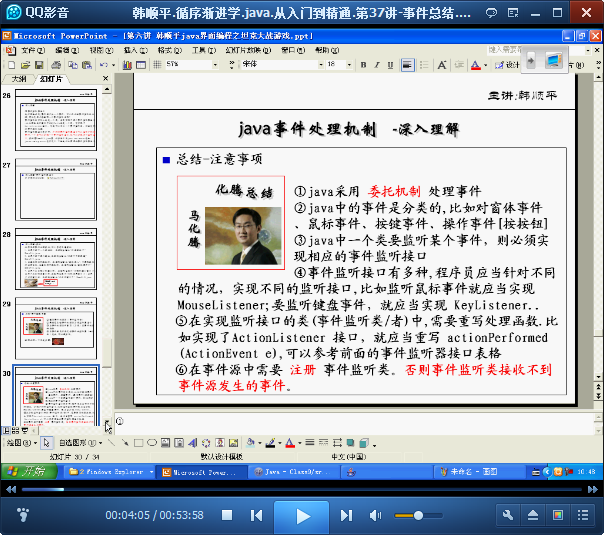 QQ影音
韩顺平.循序渐进学.java.从入门到精通.第37讲-事件总结....
Microsoft PowerPoint - [第六讲 韩顺平java界面编程之坦克大战游戏.ppt]
文件(F) 编辑(E) 视图(V) 插入(I) 格式(O) 工具(T) 幻灯片放映(D) 窗口(W) 帮助(H)
57% 宋体 18 B 设计(S)
大纲 幻灯片
26
27
28
29
30
主讲:韩顺平
java事件处理机制 -深入理解
总结-注意事项
化腾总结
马化腾
①java采用 委托机制 处理事件
②java中的事件是分类的,比如对窗体事件
、鼠标事件、按键事件、操作事件[按按钮]
③java中一个类要监听某个事件, 则必须实
现相应的事件监听接口
④事件监听接口有多种,程序员应当针对不同
的情况, 实现不同的监听接口,比如监听鼠标事件就应当实现
MouseListener;要监听键盘事件, 就应当实现 KeyListener..
⑤在实现监听接口的类(事件监听类/者)中,需要重写处理函数.比
如实现了ActionListener 接口, 就应当重写 actionPerformed
(ActionEvent e),可以参考前面的事件监听器接口表格
⑥在事件源中需要 注册 事件监听类。否则事件监听类接收不到
事件源发生的事件。
①
绘图(R) 自选图形(U)
幻灯片 30 / 34 默认设计模板 中文(中国)
开始 2 Windows Explorer Microsoft Power... Java - Class0/sr... 未命名 - 画图 10:48
00:04:05 / 00:53:58